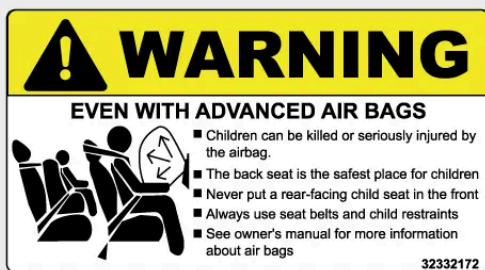 WARNING
EVEN WITH ADVANCED AIR BAGS
■ Children can be killed or seriously injured by
the airbag.
■ The back seat is the safest place for children
■ Never put a rear-facing child seat in the front
■ Always use seat belts and child restraints
■ See owner's manual for more information
about air bags
32332172